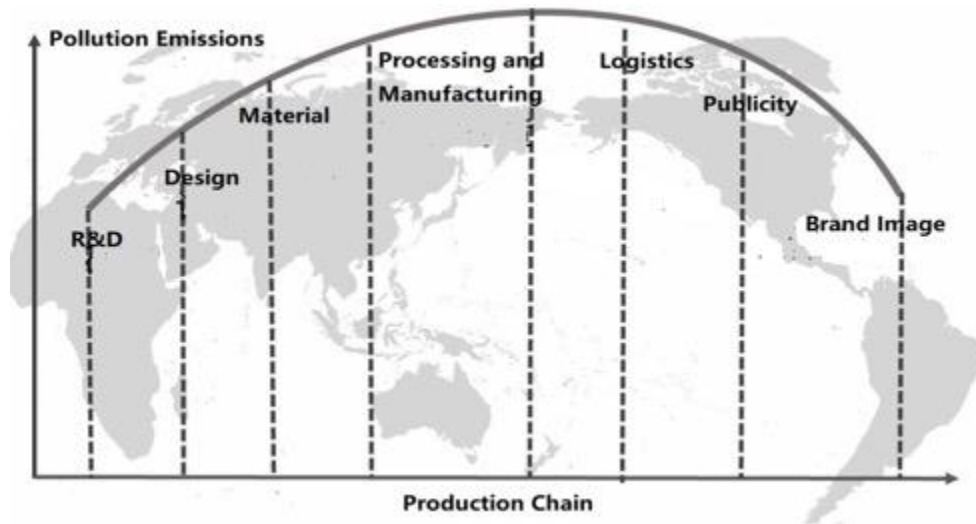 Pollution Emissions
Processing and
Manufacturing
Logistics
Publicity
Material
Design
R&D
Brand Image
Production Chain